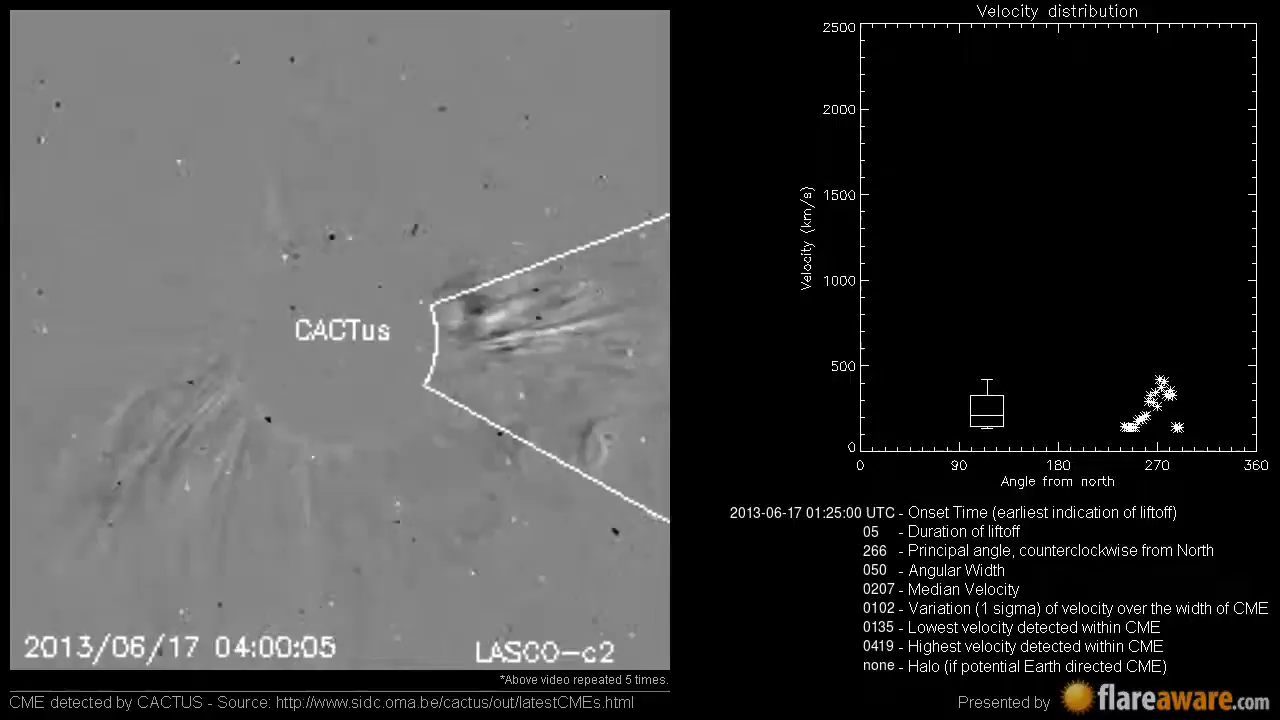 Velocity distribution
2500
2000
1500
1000
500
0
Velocity (km/s)
0 90 180 270 360
Angle from north
CACTus
2013/06/17 04:00:05
LASCO-c2
*Above video repeated 5 times.
CME detected by CACTUS - Source: http://www.sidc.oma.be/cactus/out/latestCMEs.html
2013-06-17 01:25:00 UTC - Onset Time (earliest indication of liftoff)
05 - Duration of liftoff
266 - Principal angle, counterclockwise from North
050 - Angular Width
0207 - Median Velocity
0102 - Variation (1 sigma) of velocity over the width of CME
0135 - Lowest velocity detected within CME
0419 - Highest velocity detected within CME
none - Halo (if potential Earth directed CME)
Presented by flareaware.com